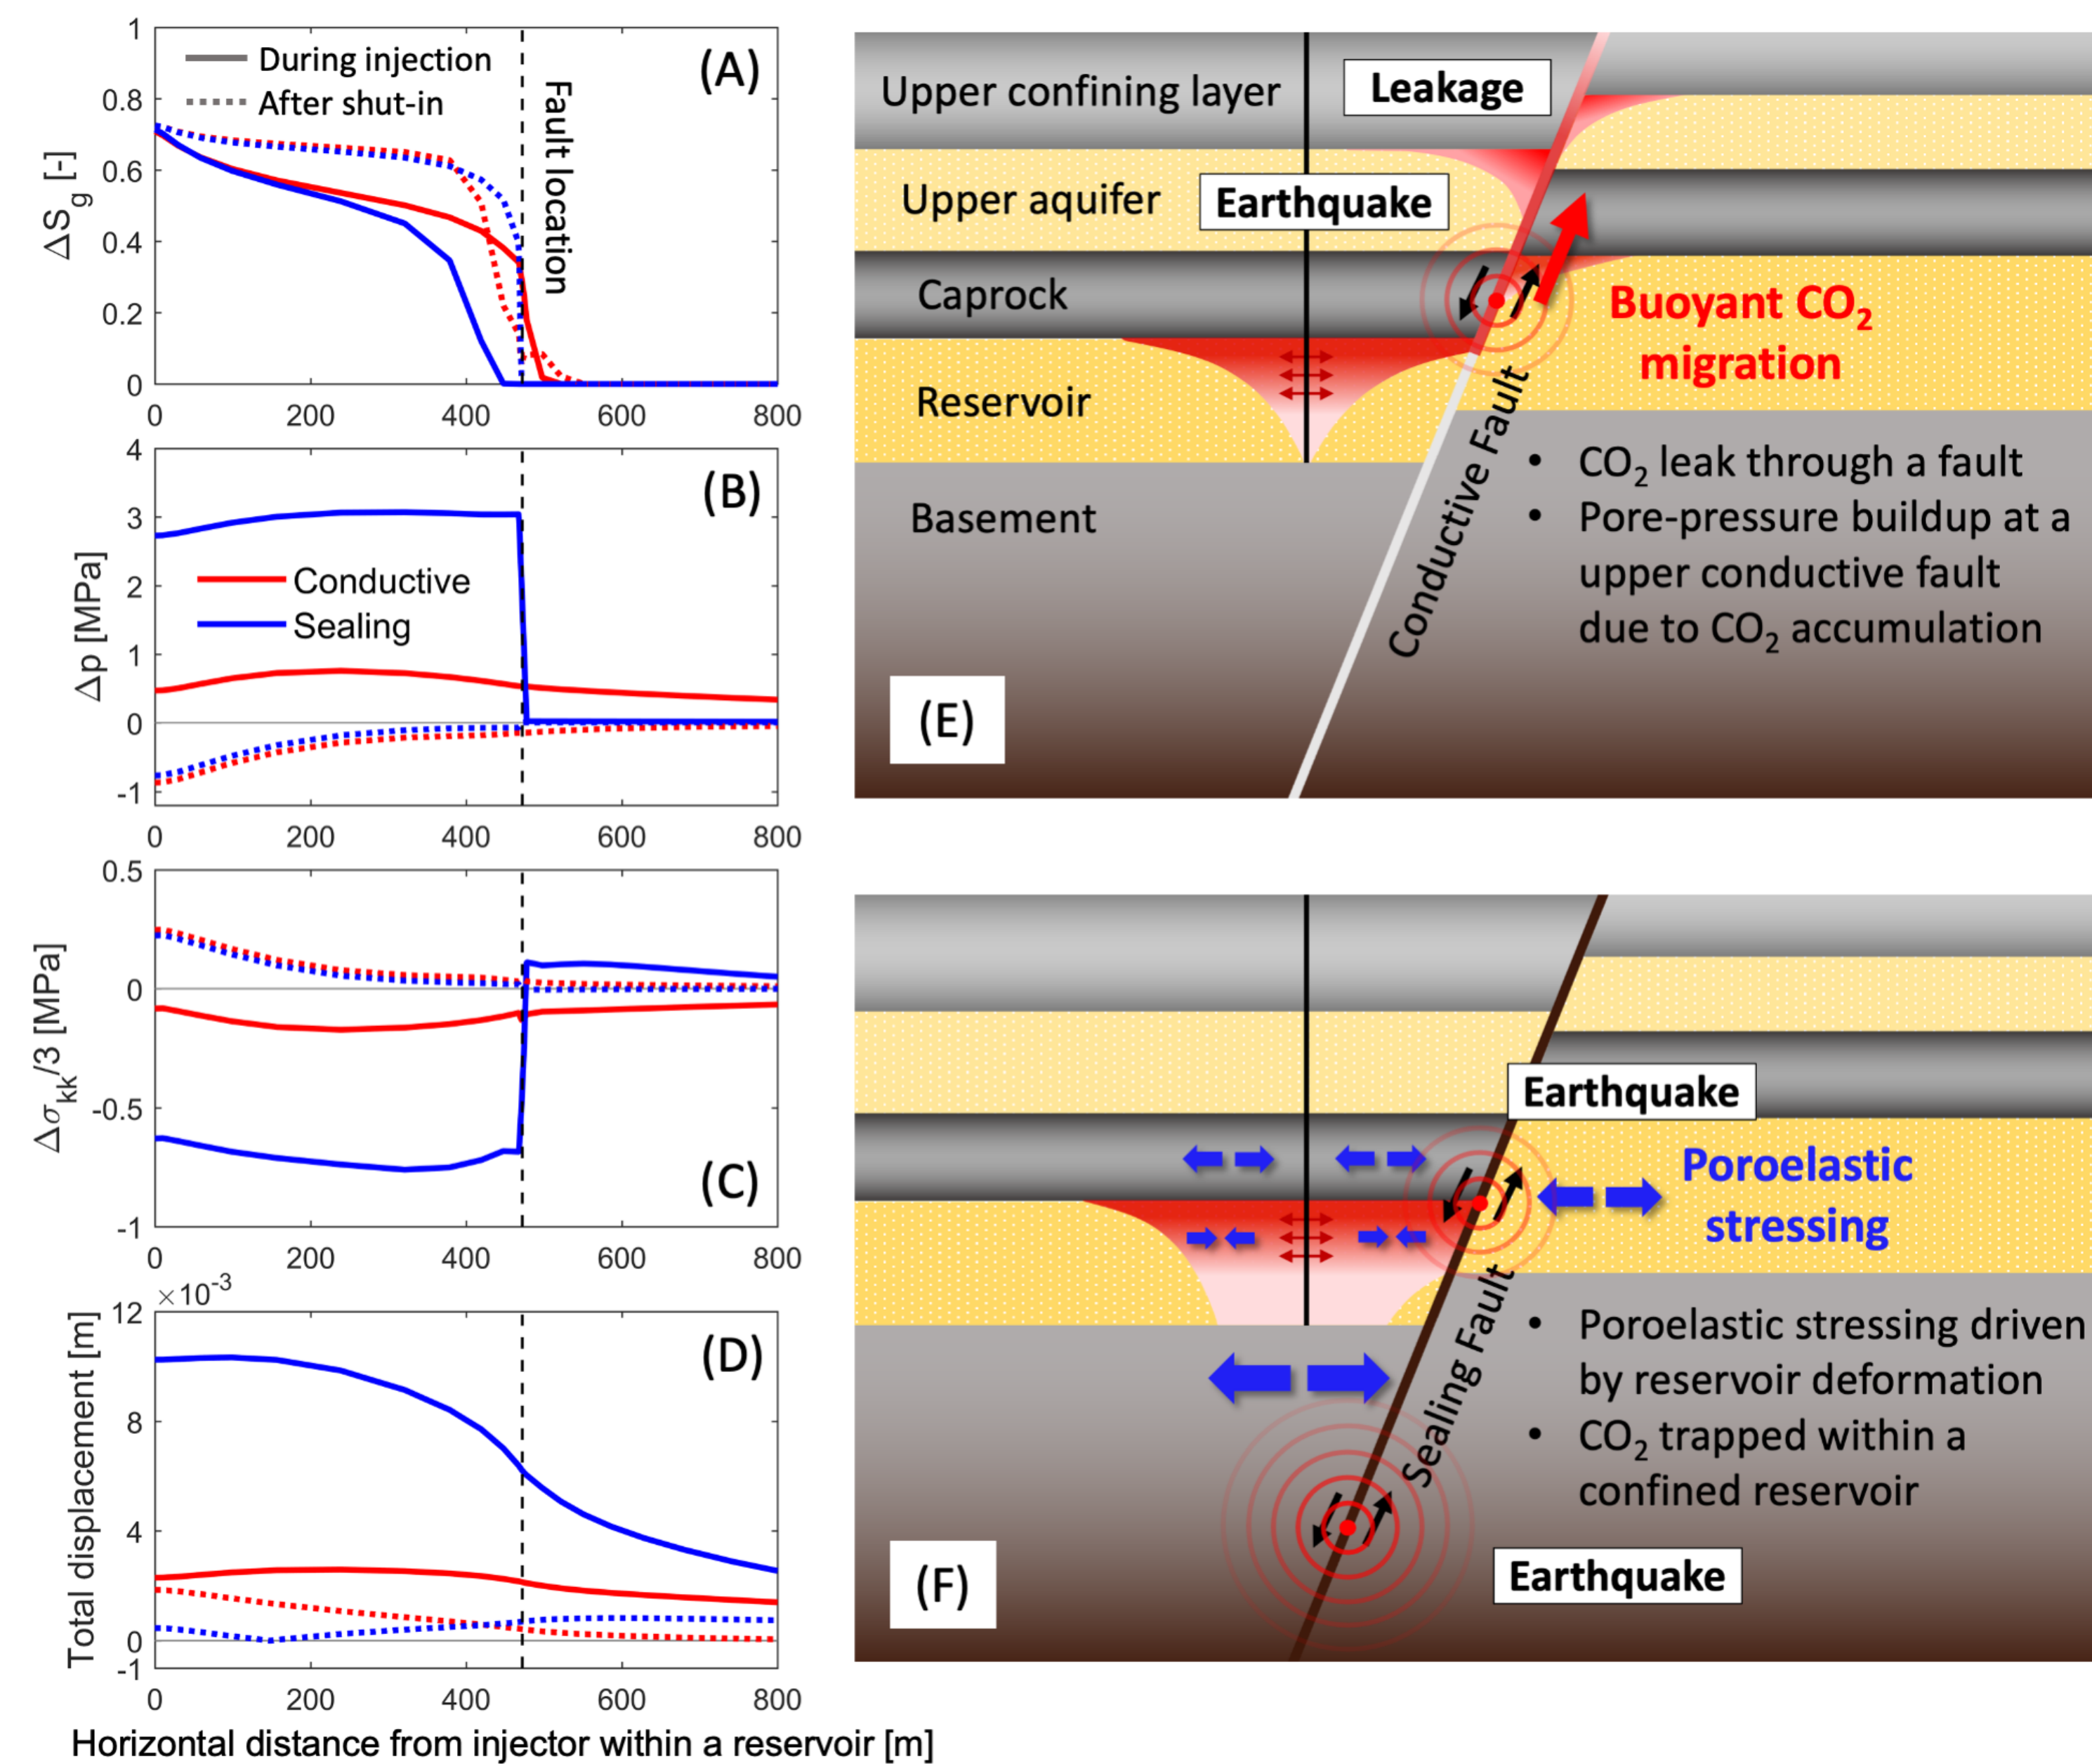 1
0.8
0.6
0.4
0.2
0
ΔSg [-]
During injection
After shut-in
(A)
Fault location
0 200 400 600 800
4
3
2
1
0
-1
Δp [MPa]
(B)
Conductive
Sealing
0 200 400 600 800
0.5
0
-0.5
-1
Δσkk/3 [MPa]
(C)
0 200 400 600 800
×10-3
12
8
4
0
-1
Total displacement [m]
(D)
0 200 400 600 800
Horizontal distance from injector within a reservoir [m]
Upper confining layer
Leakage
Upper aquifer
Earthquake
Caprock
Buoyant CO2
migration
Reservoir
Basement
Conductive Fault
• CO2 leak through a fault
• Pore-pressure buildup at a
upper conductive fault
due to CO2 accumulation
(E)
Earthquake
Poroelastic
stressing
Sealing Fault
• Poroelastic stressing driven
by reservoir deformation
• CO2 trapped within a
confined reservoir
Earthquake
(F)